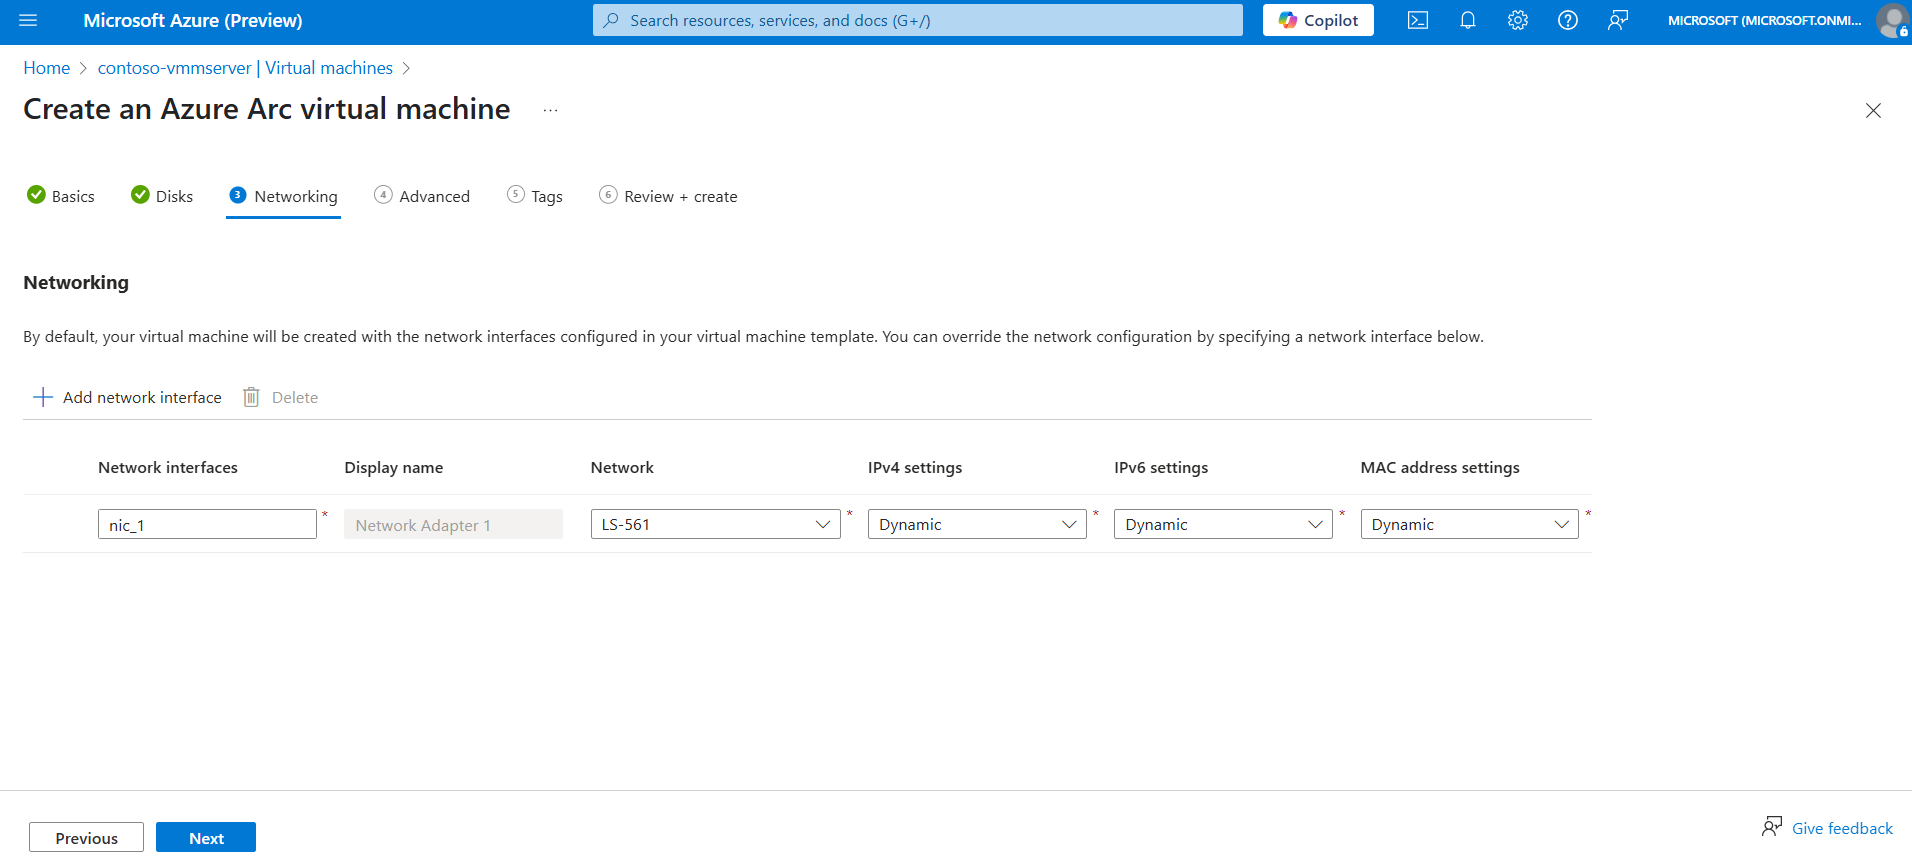 Microsoft Azure (Preview)
Search resources, services, and docs (G+/)
Copilot
MICROSOFT (MICROSOFT.ONMI...
Home > contoso-vmmserver | Virtual machines >
Create an Azure Arc virtual machine ...
Basics
Disks
3 Networking
4 Advanced
5 Tags
6 Review + create
Networking
By default, your virtual machine will be created with the network interfaces configured in your virtual machine template. You can override the network configuration by specifying a network interface below.
+ Add network interface
Delete
Network interfaces Display name Network IPv4 settings IPv6 settings MAC address settings
nic_1 * Network Adapter 1 LS-561 * Dynamic * Dynamic * Dynamic *
Previous
Next
Give feedback